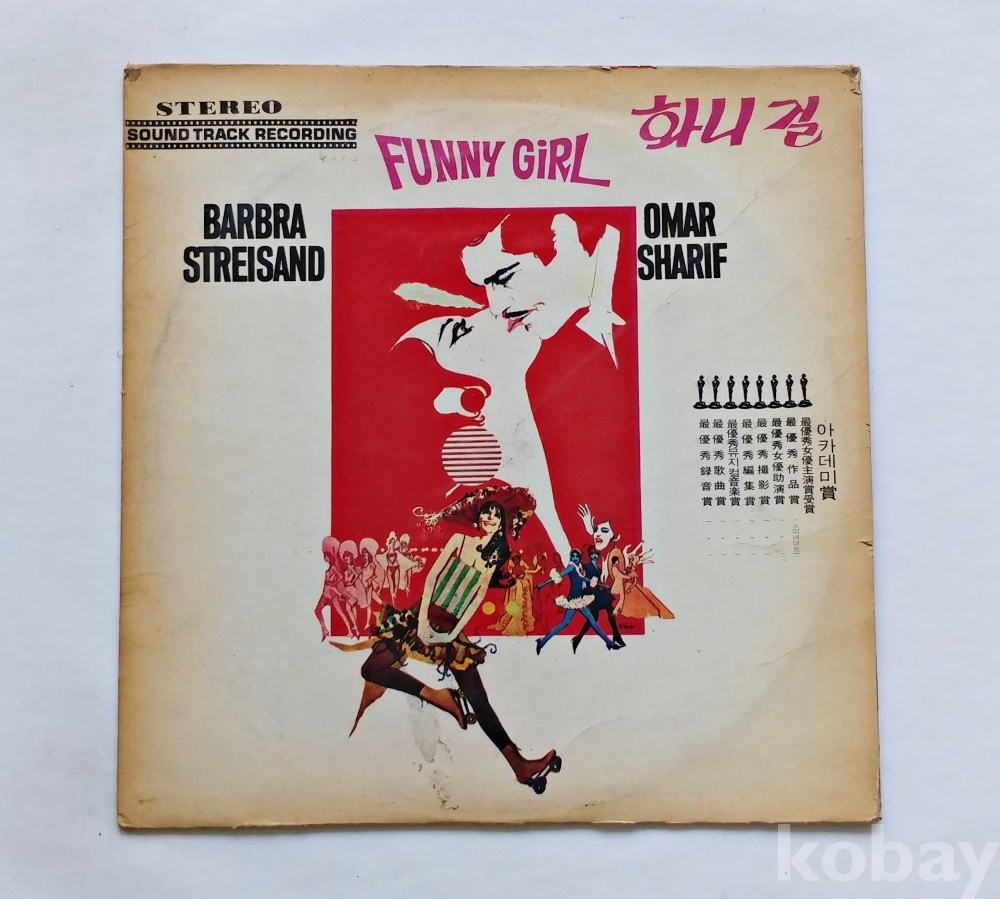 STEREO
SOUND TRACK RECORDING
FUNNY GiRL
화니 걸
BARBRA
STREISAND
OMAR
SHARIF
아카데미賞
最優秀女優主演賞受賞
最優秀作品賞
最優秀女優助演賞
最優秀撮影賞
最優秀編集賞
最優秀뮤지컬音楽賞
最優秀歌曲賞
最優秀録音賞
kobay